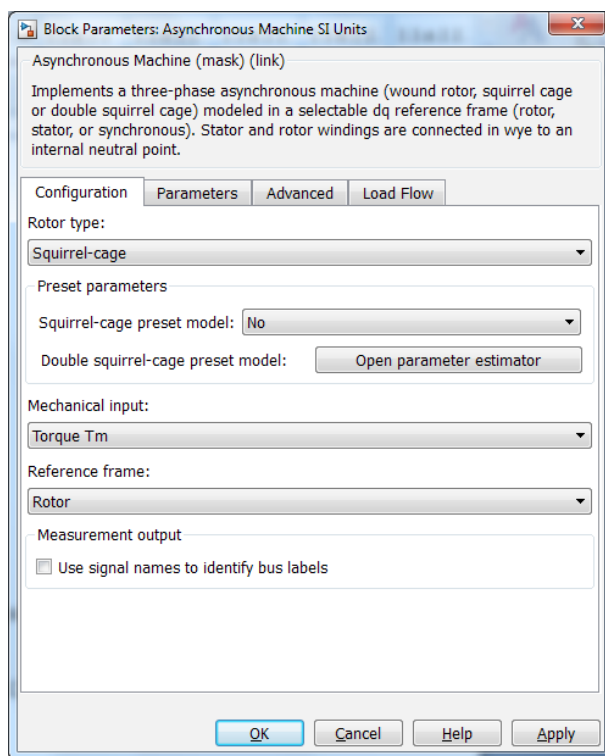 Block Parameters: Asynchronous Machine SI Units
Asynchronous Machine (mask) (link)
Implements a three-phase asynchronous machine (wound rotor, squirrel cage
or double squirrel cage) modeled in a selectable dq reference frame (rotor,
stator, or synchronous). Stator and rotor windings are connected in wye to an
internal neutral point.
Configuration Parameters Advanced Load Flow
Rotor type:
Squirrel-cage
Preset parameters
Squirrel-cage preset model: No
Double squirrel-cage preset model: Open parameter estimator
Mechanical input:
Torque Tm
Reference frame:
Rotor
Measurement output
Use signal names to identify bus labels
OK Cancel Help Apply